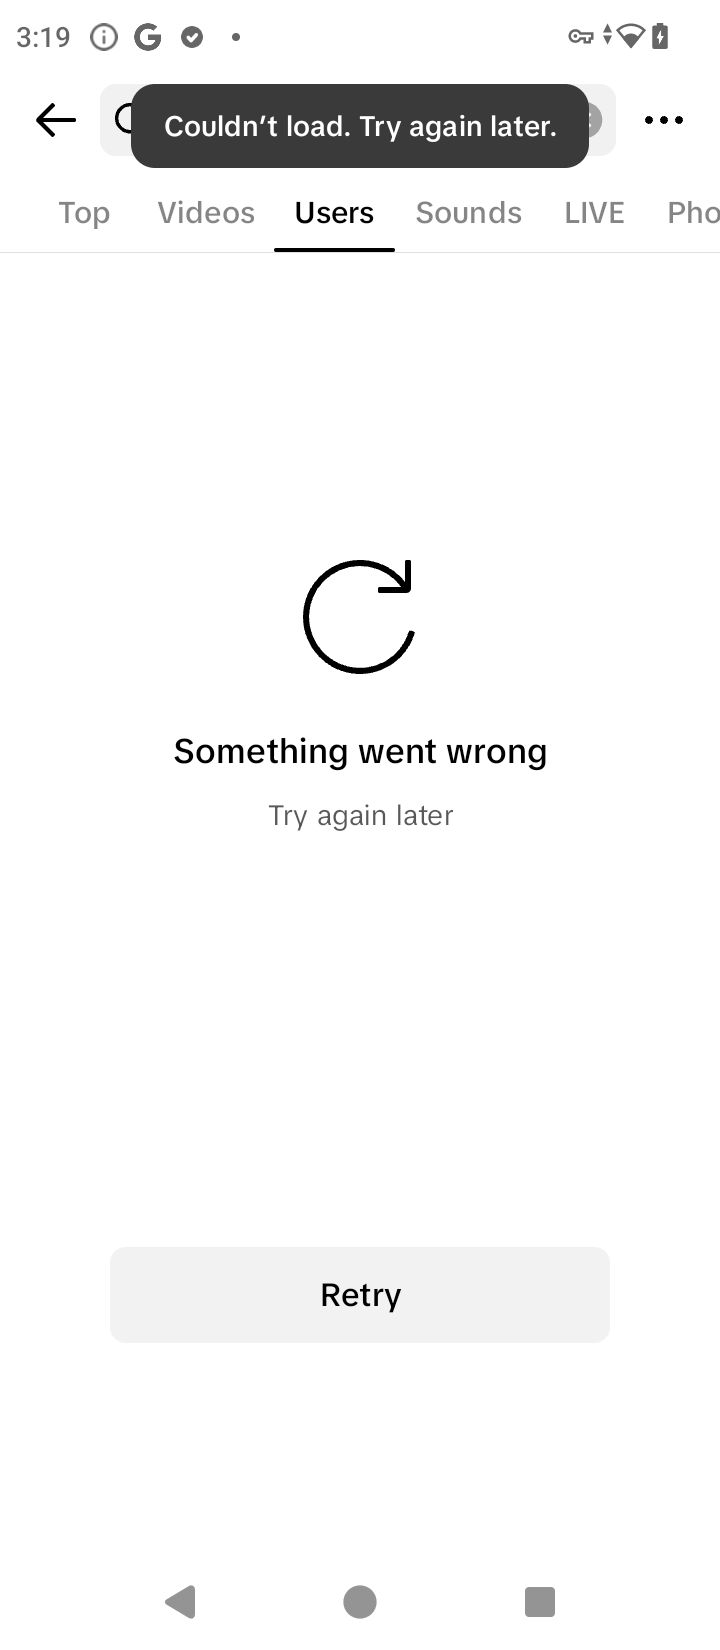 3:19
Couldn’t load. Try again later.
Top Videos Users Sounds LIVE Pho
Something went wrong
Try again later
Retry